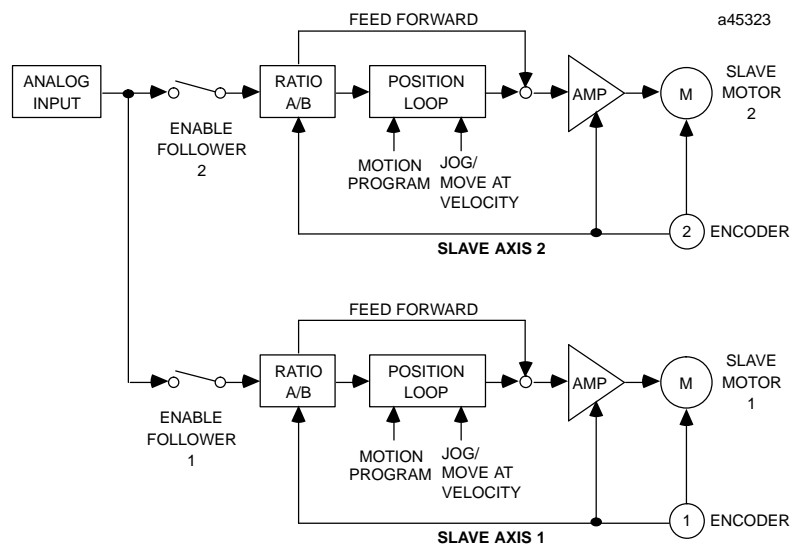 a45323
FEED FORWARD
ANALOG
INPUT
RATIO
A/B
POSITION
LOOP
AMP
M
SLAVE
MOTOR
2
ENABLE
FOLLOWER
2
MOTION
PROGRAM
JOG/
MOVE AT
VELOCITY
2
ENCODER
SLAVE AXIS 2
FEED FORWARD
RATIO
A/B
POSITION
LOOP
AMP
M
SLAVE
MOTOR
1
ENABLE
FOLLOWER
1
MOTION
PROGRAM
JOG/
MOVE AT
VELOCITY
1
ENCODER
SLAVE AXIS 1